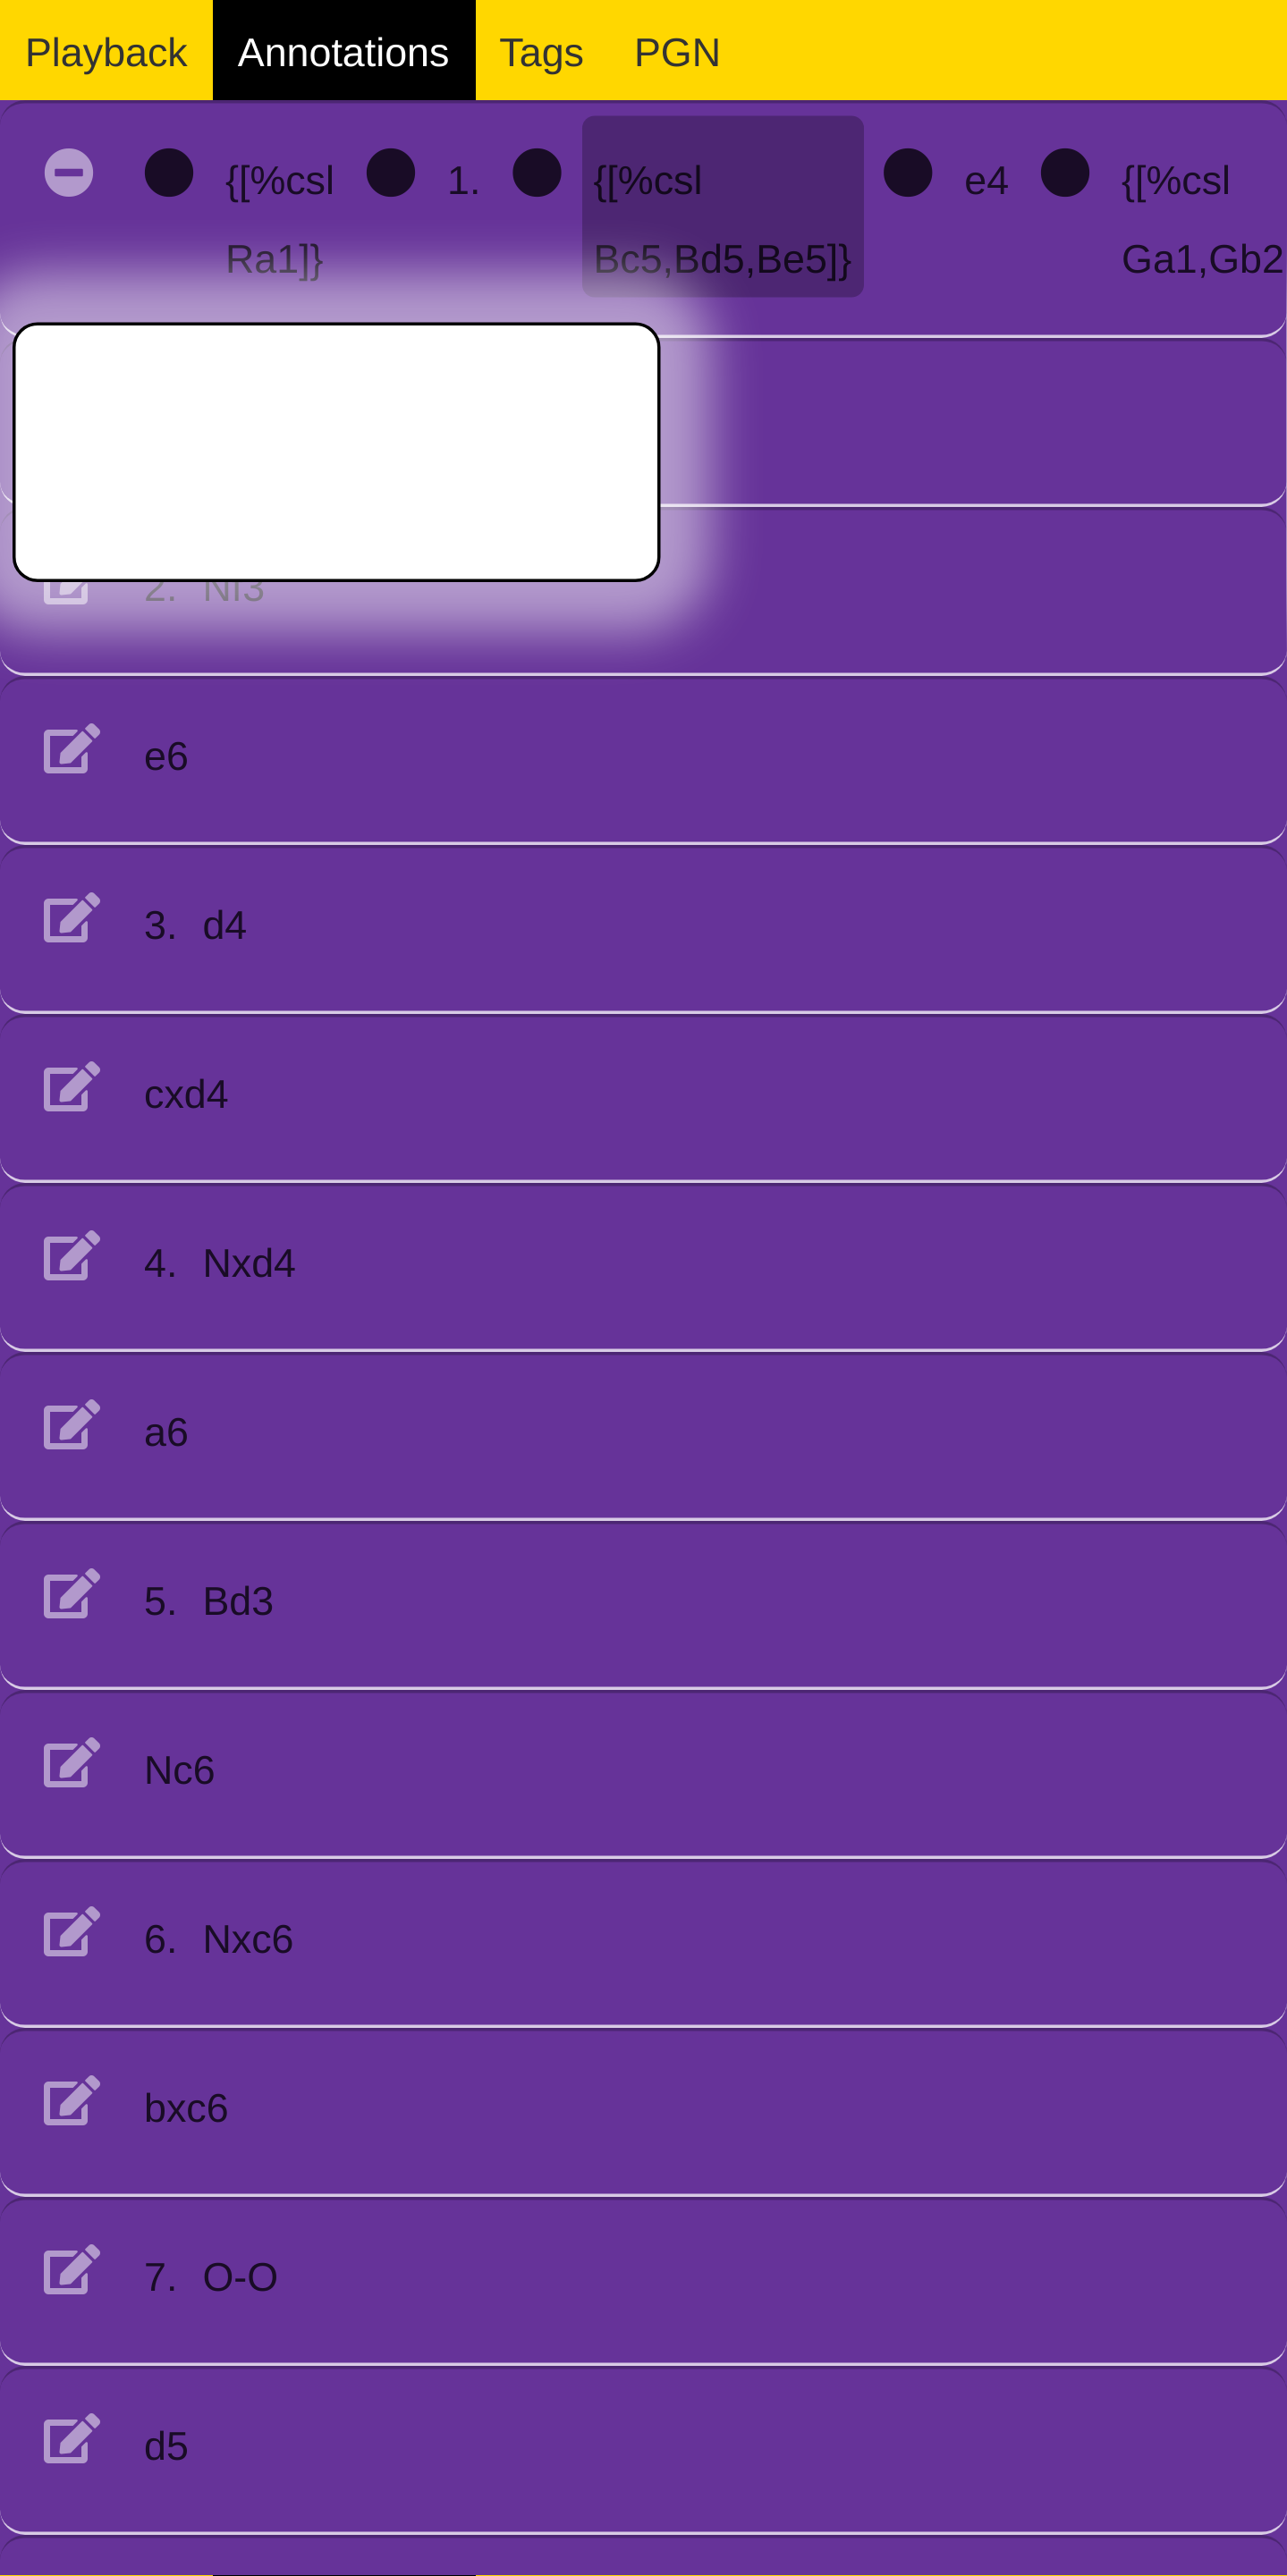 Playback Annotations Tags PGN
{[%csl 1. {[%csl e4 {[%csl
Ra1]} Bc5,Bd5,Be5]} Ga1,Gb2
2. Nf3
e6
3. d4
cxd4
4. Nxd4
a6
5. Bd3
Nc6
6. Nxc6
bxc6
7. O-O
d5